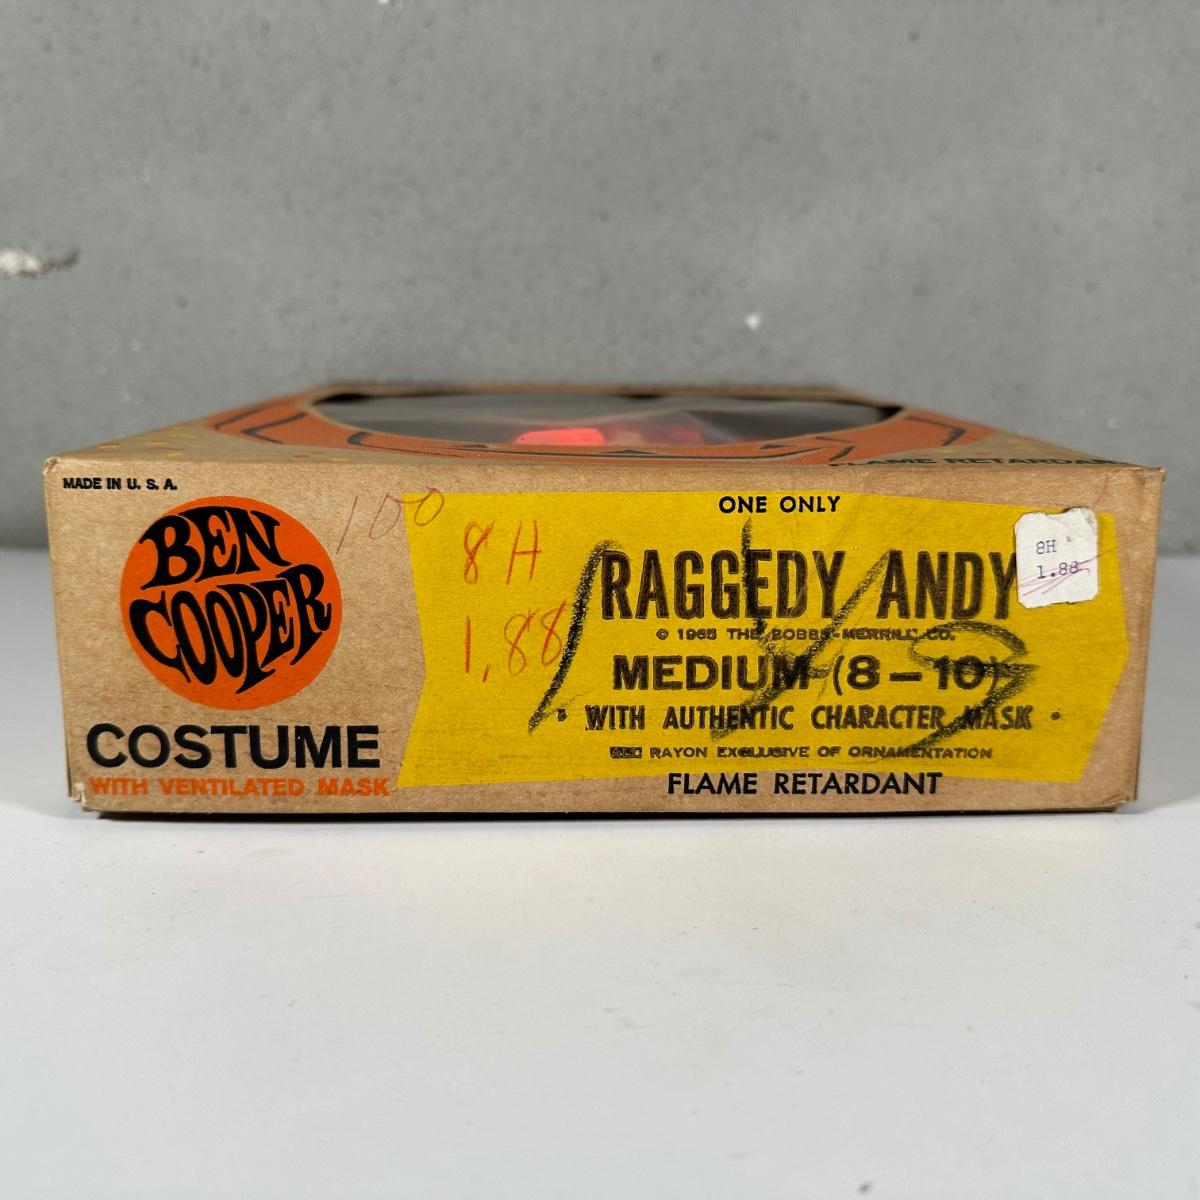 FLAME RETARDANT
MADE IN U. S. A.
BEN
COOPER
COSTUME
WITH VENTILATED MASK
100
8 H
1.88
ONE ONLY
RAGGEDY ANDY
© 1965 THE BOBBS-MERRILL CO.
MEDIUM (8-10)
• WITH AUTHENTIC CHARACTER MASK •
RAYON EXCLUSIVE OF ORNAMENTATION
FLAME RETARDANT
8H
1.88